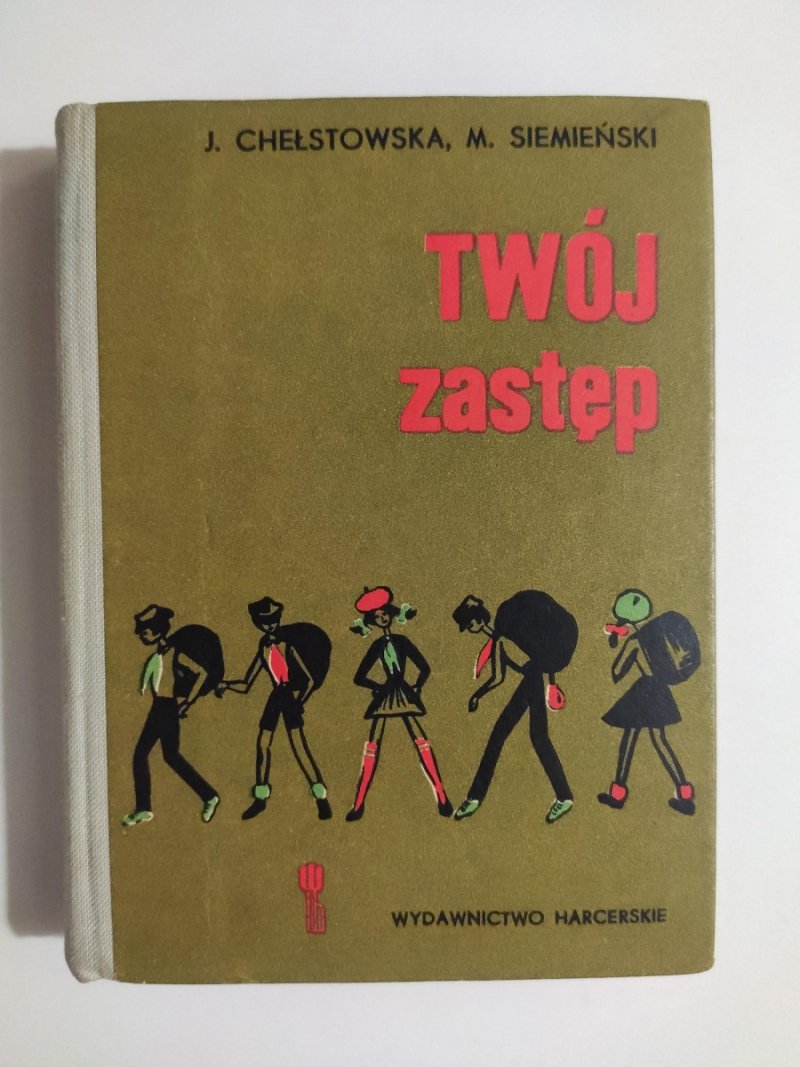 J. CHEŁSTOWSKA, M. SIEMIEŃSKI
TWÓJ
zastęp
WYDAWNICTWO HARCERSKIE